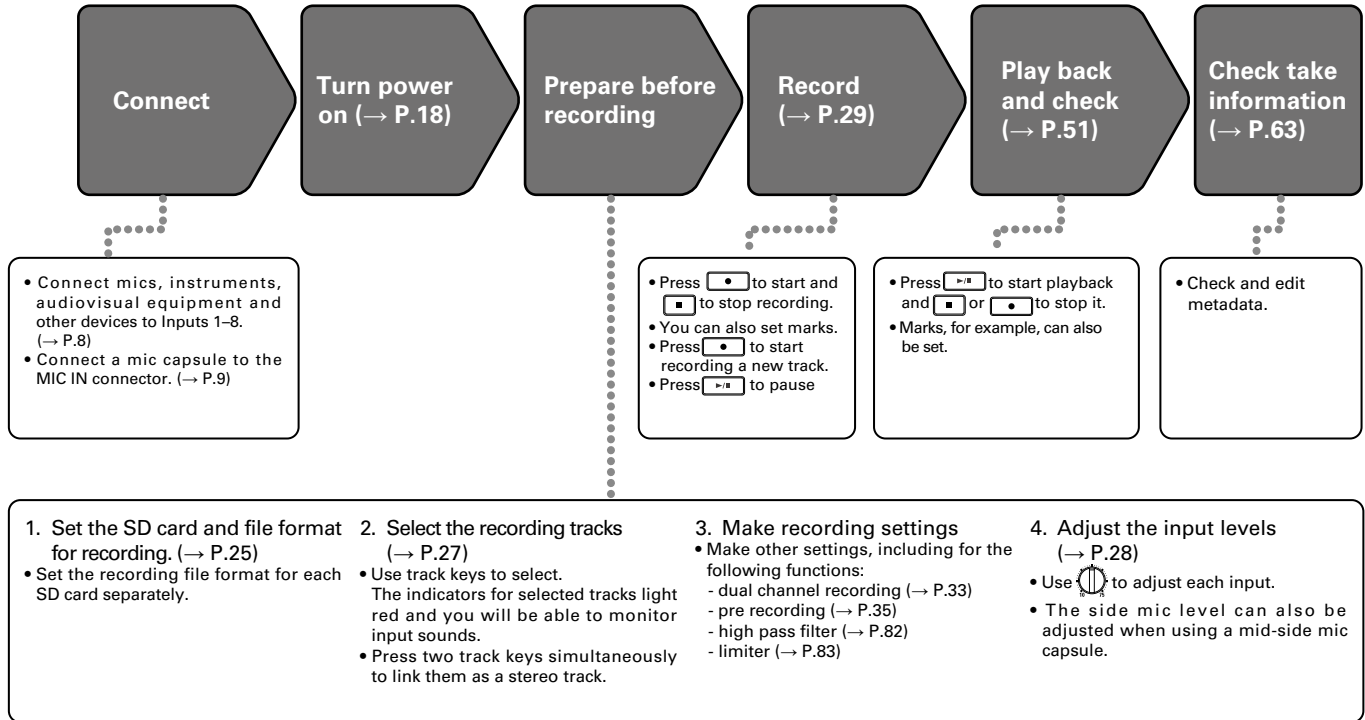 Connect
Turn power
on (→ P.18)
Prepare before
recording
Record
(→ P.29)
Play back
and check
(→ P.51)
Check take
information
(→ P.63)
• Connect mics, instruments,
audiovisual equipment and
other devices to Inputs 1–8.
(→ P.8)
• Connect a mic capsule to the
MIC IN connector. (→ P.9)
• Press ● to start and
■ to stop recording.
• You can also set marks.
• Press ● to start
recording a new track.
• Press ►/II to pause
• Press ►/II to start playback
and ■ or ● to stop it.
• Marks, for example, can also
be set.
• Check and edit
metadata.
1. Set the SD card and file format
for recording. (→ P.25)
• Set the recording file format for each
SD card separately.
2. Select the recording tracks
(→ P.27)
• Use track keys to select.
The indicators for selected tracks light
red and you will be able to monitor
input sounds.
• Press two track keys simultaneously
to link them as a stereo track.
3. Make recording settings
• Make other settings, including for the
following functions:
- dual channel recording (→ P.33)
- pre recording (→ P.35)
- high pass filter (→ P.82)
- limiter (→ P.83)
4. Adjust the input levels
(→ P.28)
• Use to adjust each input.
• The side mic level can also be
adjusted when using a mid-side mic
capsule.